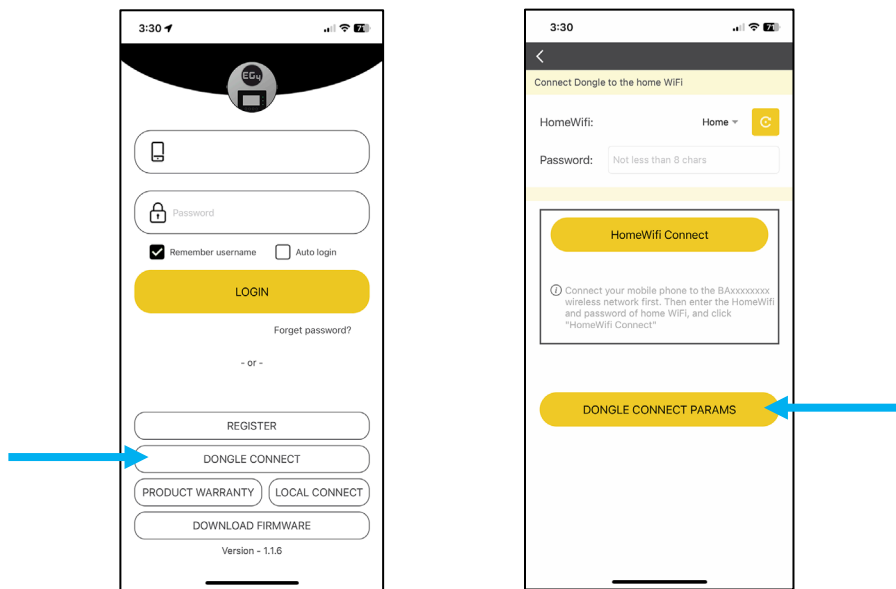 3:30
71
EG4
Password
Remember username
Auto login
LOGIN
Forget password?
- or -
REGISTER
DONGLE CONNECT
PRODUCT WARRANTY
LOCAL CONNECT
DOWNLOAD FIRMWARE
Version - 1.1.6
3:30
71
Connect Dongle to the home WiFi
HomeWifi:
Home
Password:
Not less than 8 chars
HomeWifi Connect
Connect your mobile phone to the BAxxxxxxxx
wireless network first. Then enter the HomeWifi
and password of home WiFi, and click
"HomeWifi Connect"
DONGLE CONNECT PARAMS